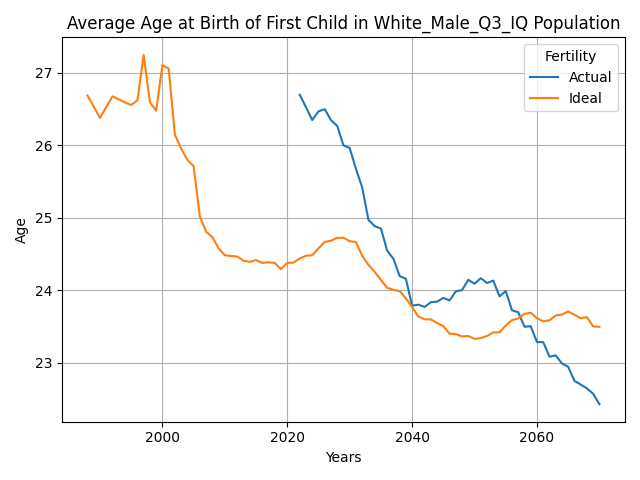 Average Age at Birth of First Child in White_Male_Q3_IQ Population
Fertility
Actual
Ideal
27
26
25
24
23
Age
2000
2020
2040
2060
Years